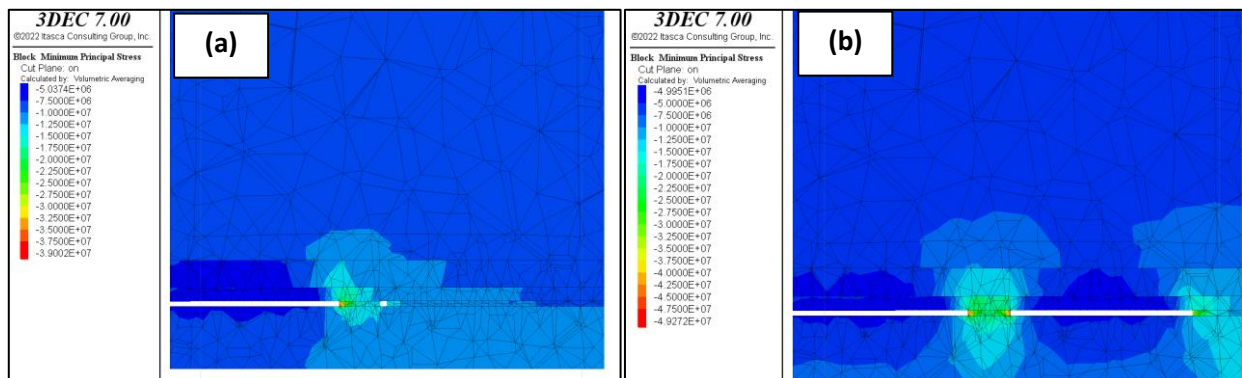 3DEC 7.00
©2022 Itasca Consulting Group, Inc.
Block Minimum Principal Stress
Cut Plane: on
Calculated by: Volumetric Averaging
-5.0374E+06
-7.5000E+06
-1.0000E+07
-1.2500E+07
-1.5000E+07
-1.7500E+07
-2.0000E+07
-2.2500E+07
-2.5000E+07
-2.7500E+07
-3.0000E+07
-3.2500E+07
-3.5000E+07
-3.7500E+07
-3.9002E+07
(a)
3DEC 7.00
©2022 Itasca Consulting Group, Inc.
Block Minimum Principal Stress
Cut Plane: on
Calculated by: Volumetric Averaging
-4.9951E+06
-5.0000E+06
-7.5000E+06
-1.0000E+07
-1.2500E+07
-1.5000E+07
-1.7500E+07
-2.0000E+07
-2.2500E+07
-2.5000E+07
-2.7500E+07
-3.0000E+07
-3.2500E+07
-3.5000E+07
-3.7500E+07
-4.0000E+07
-4.2500E+07
-4.5000E+07
-4.7500E+07
-4.9272E+07
(b)